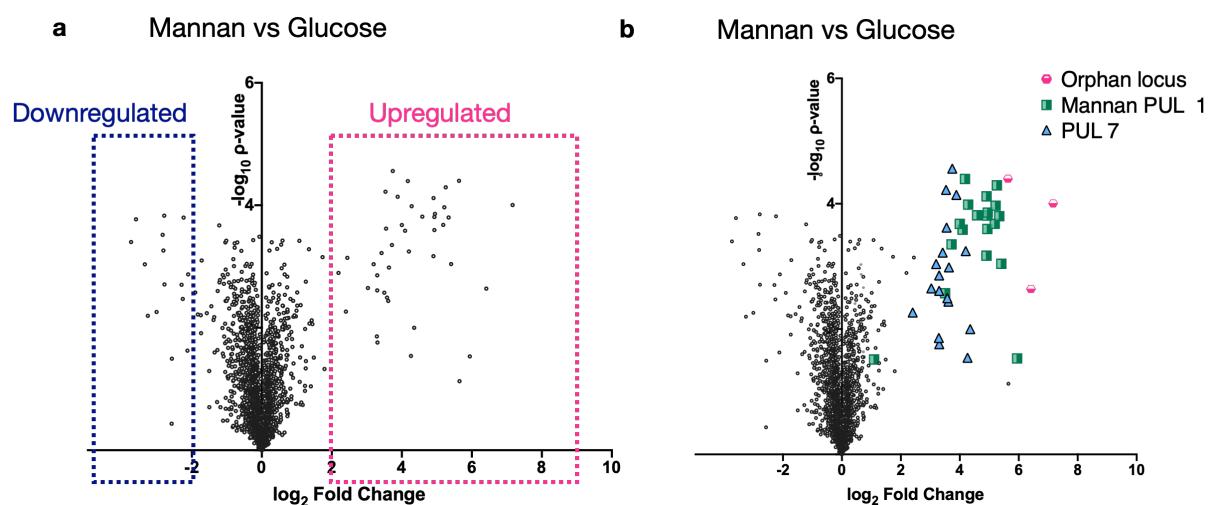 a
Mannan vs Glucose
Downregulated
Upregulated
6
4
-log10 ρ-value
-2
0
2
4
6
8
10
log2 Fold Change
b
Mannan vs Glucose
Orphan locus
Mannan PUL 1
PUL 7
6
4
-log10 ρ-value
-2
0
2
4
6
8
10
log2 Fold Change